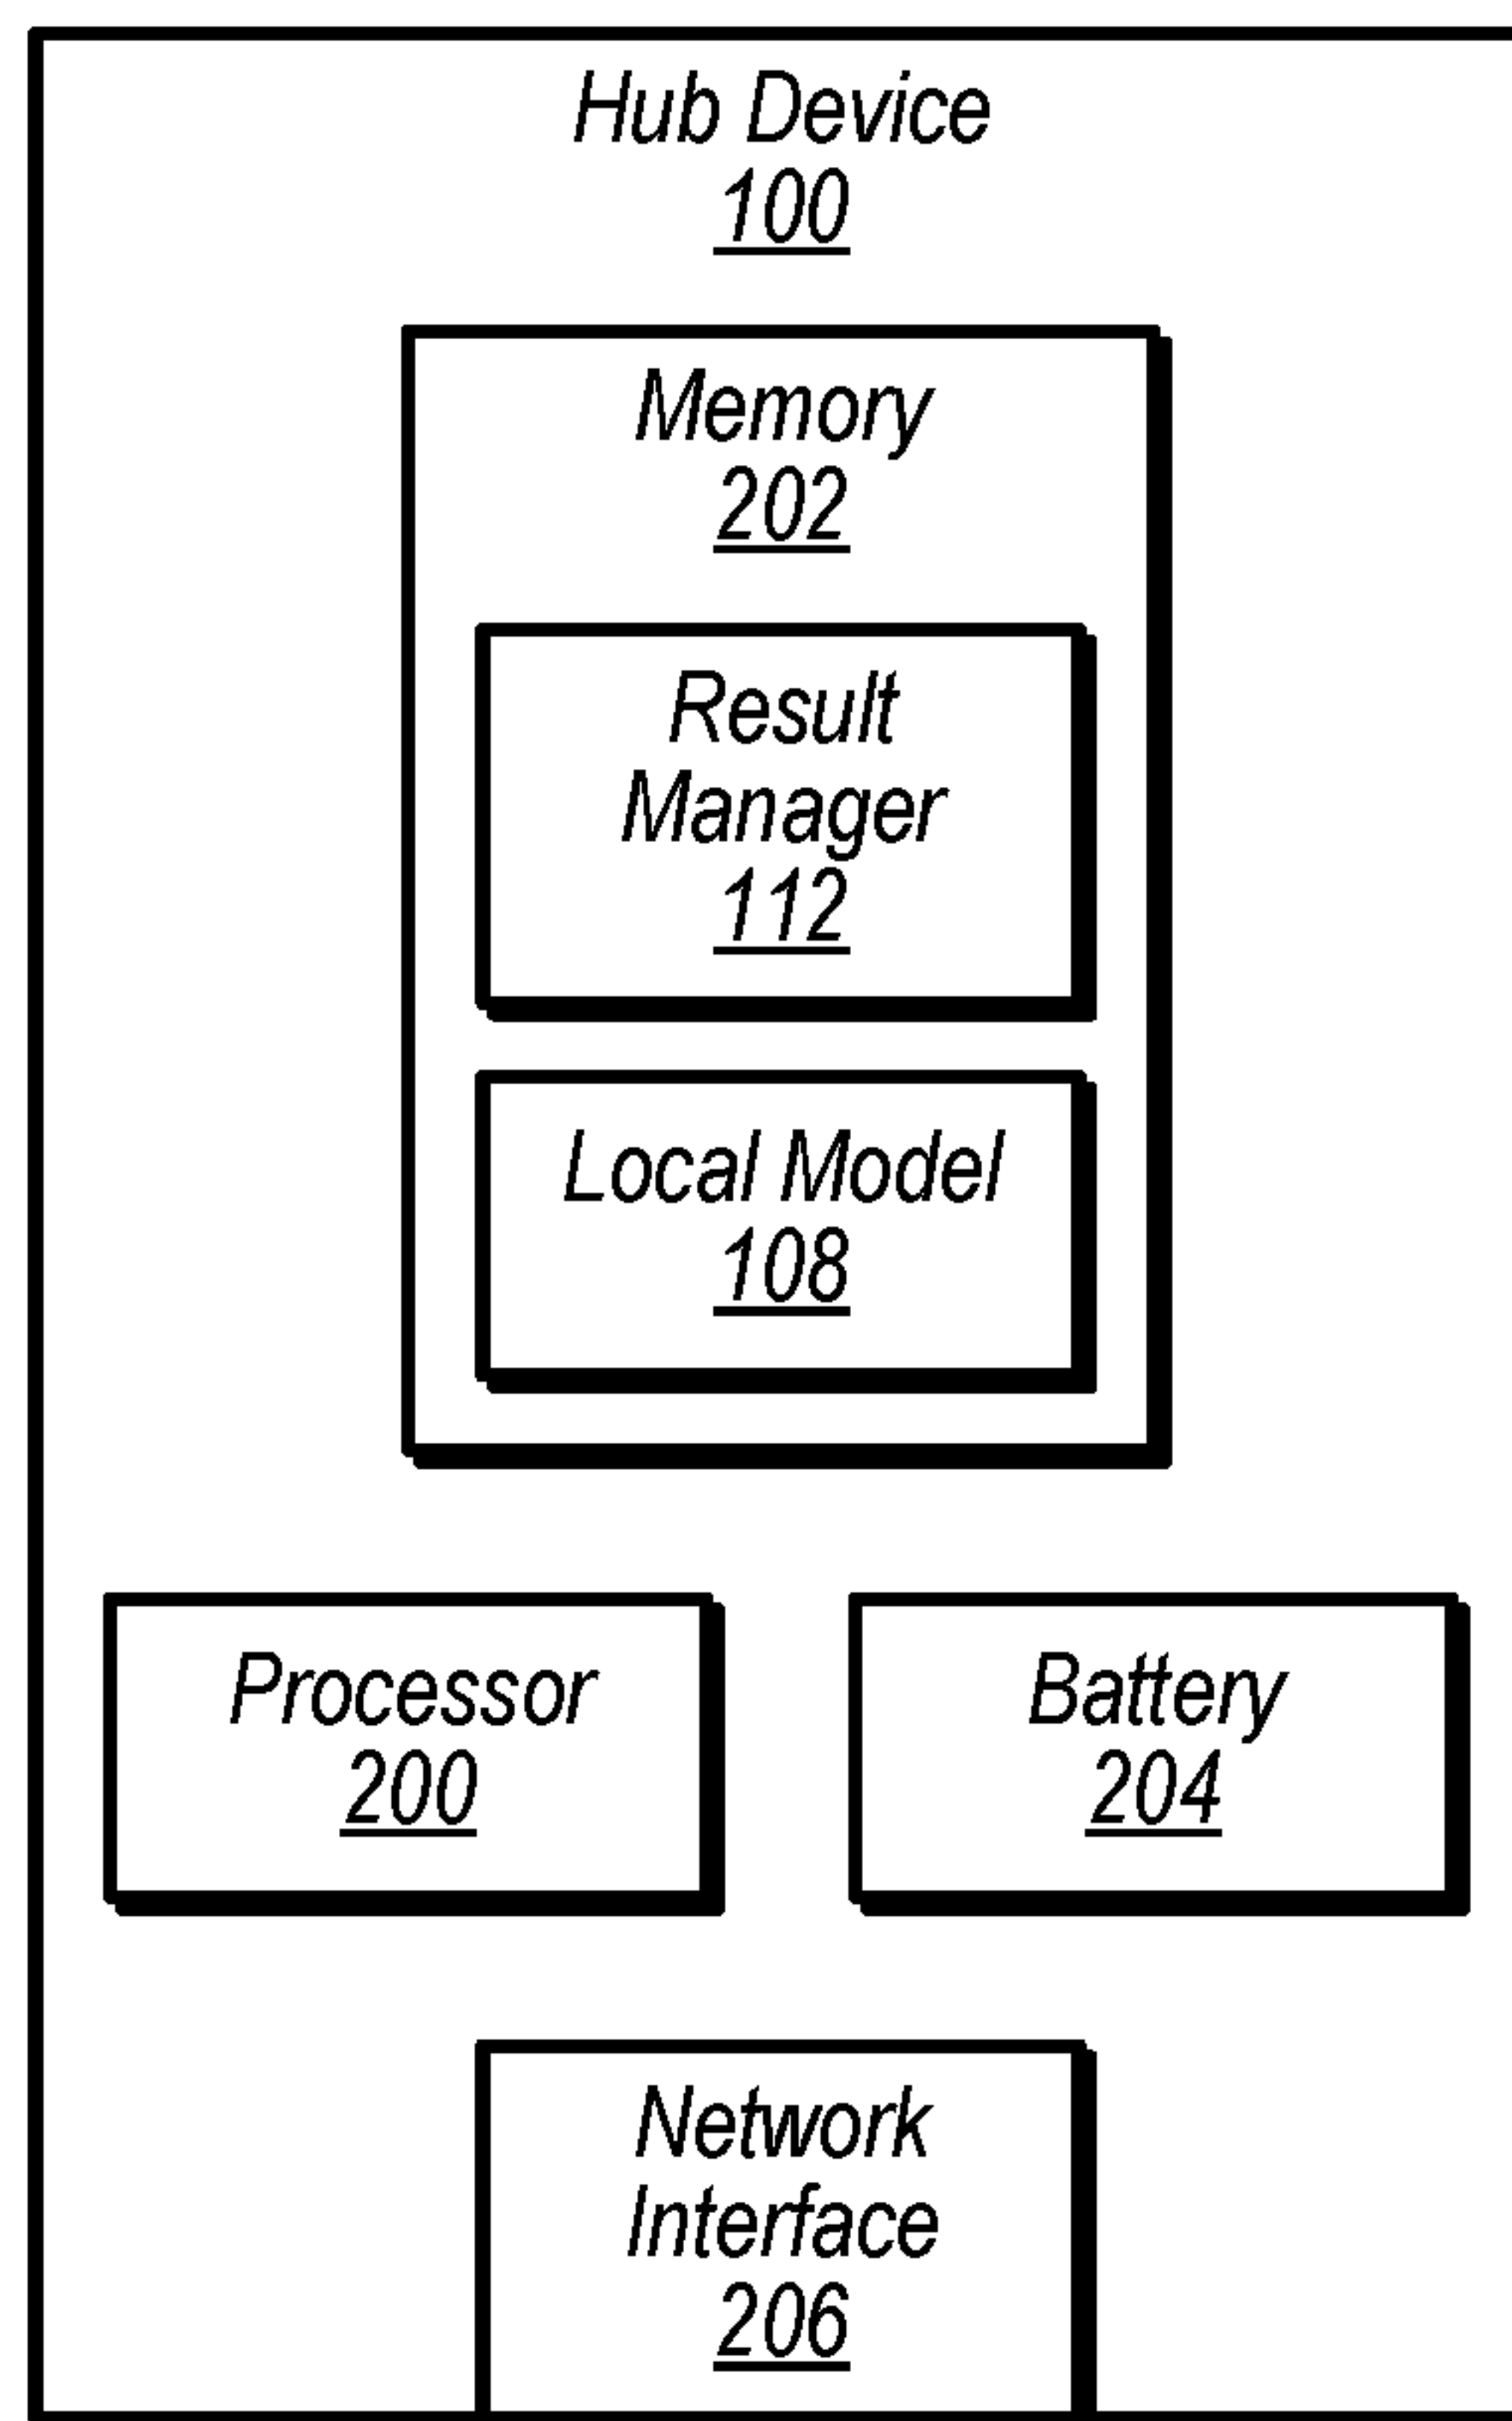 Hub Device
100
Memory
202
Result
Manager
112
Local Model
108
Processor
200
Battery
204
Network
Interface
206